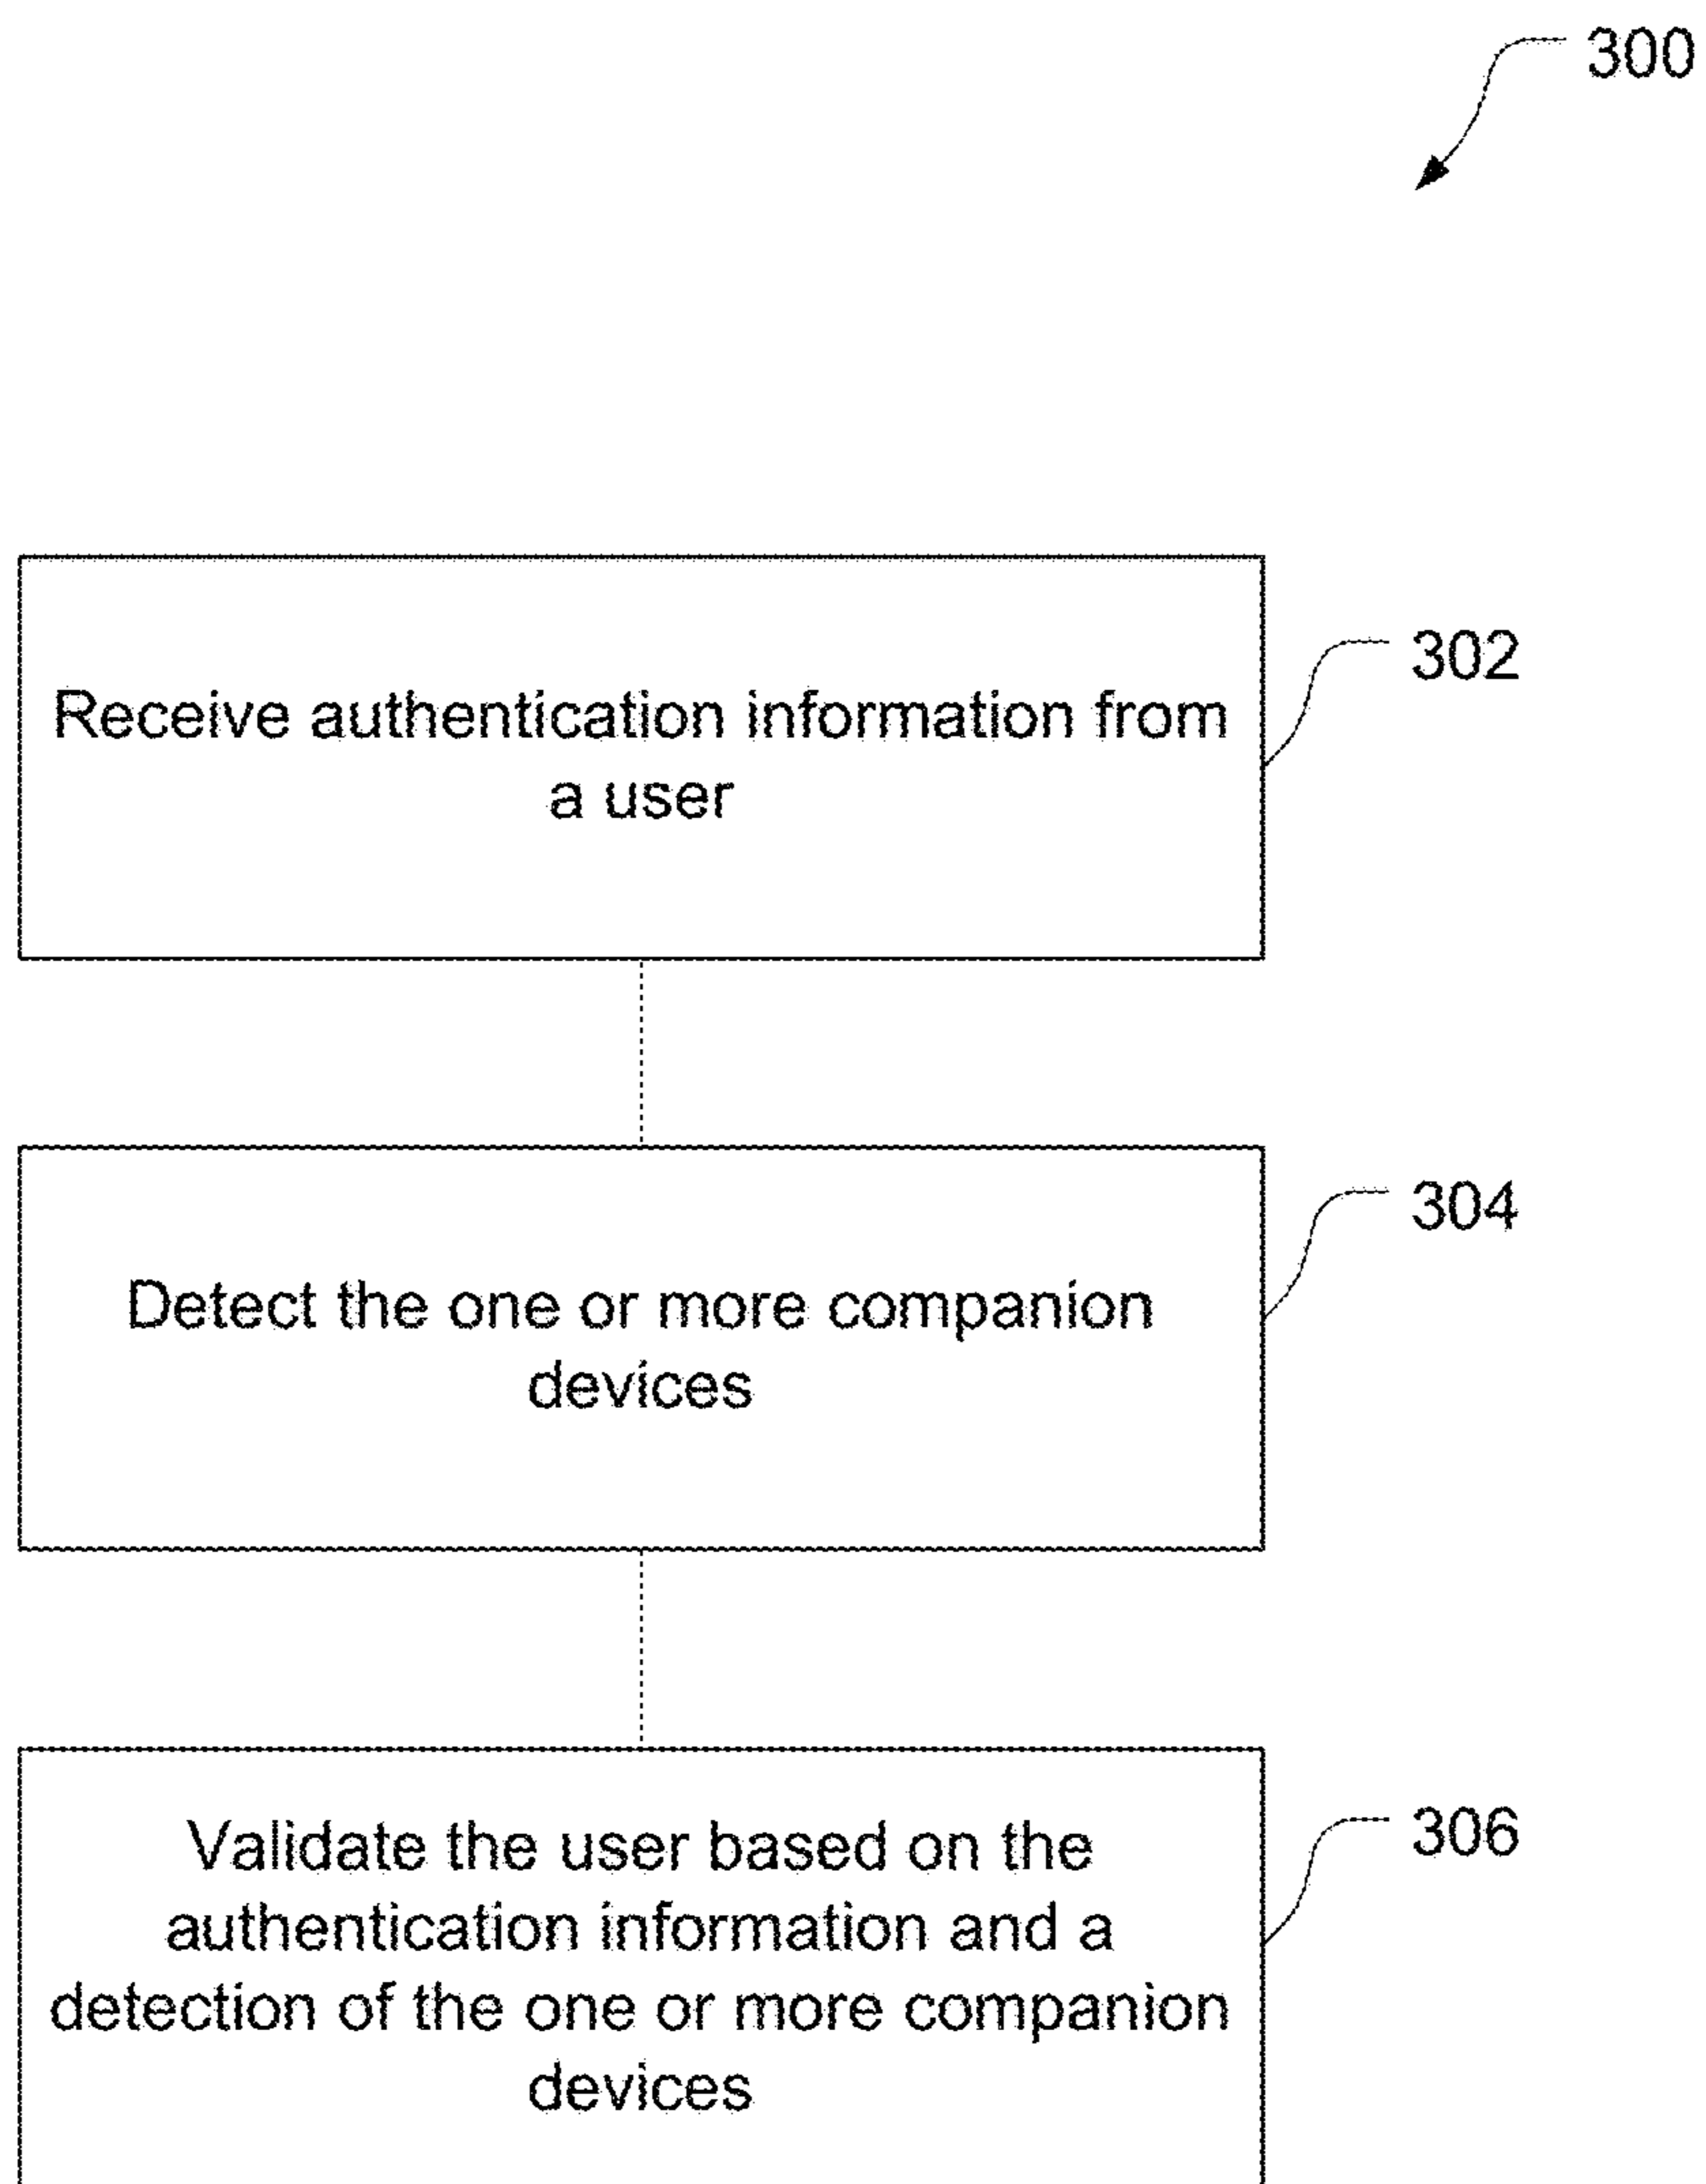 300
302
Receive authentication information from
a user
304
Detect the one or more companion
devices
306
Validate the user based on the
authentication information and a
detection of the one or more companion
devices